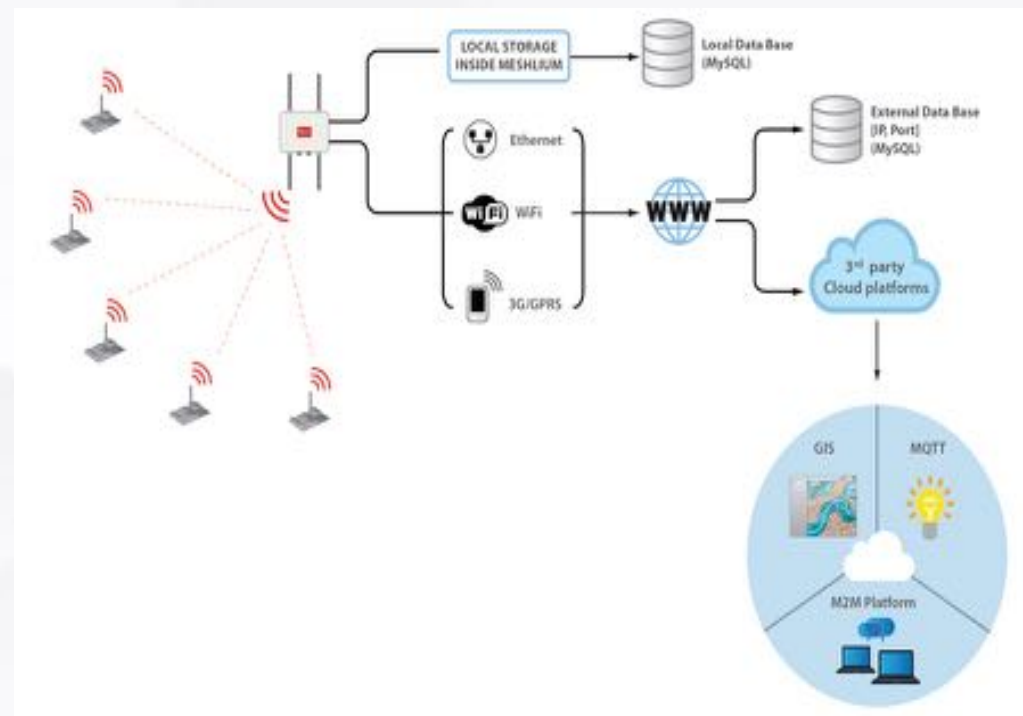 LOCAL STORAGE
INSIDE MESHLIUM
Local Data Base
(MySQL)
External Data Base
[IP, Port]
(MySQL)
Ethernet
WiFi
WiFi
3G/GPRS
WWW
3rd party
Cloud platforms
GIS
MQTT
M2M Platform